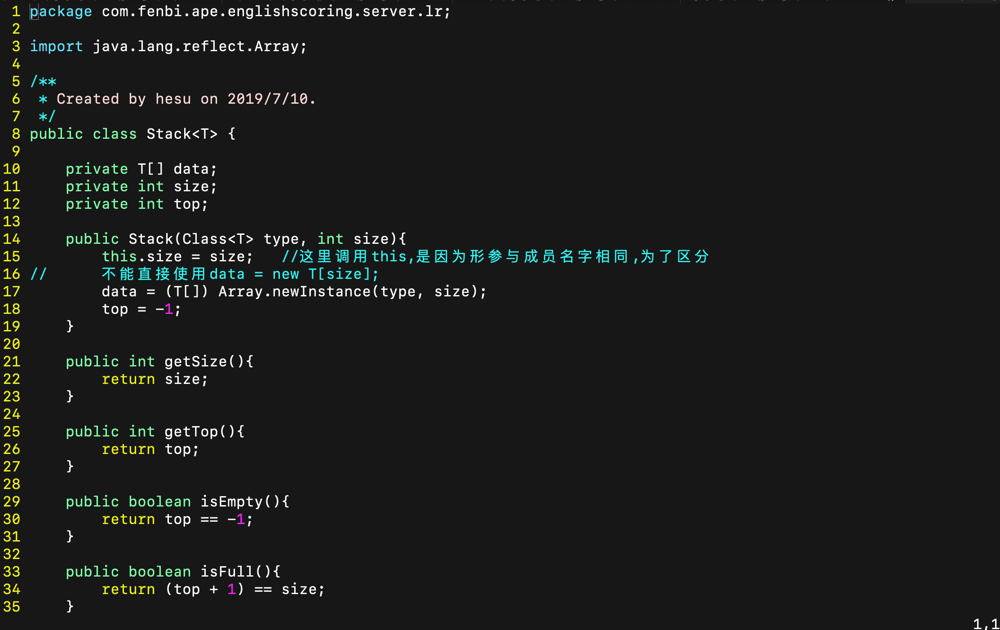 1 package com.fenbi.ape.englishscoring.server.lr;
2
3 import java.lang.reflect.Array;
4
5 /**
6  * Created by hesu on 2019/7/10.
7  */
8 public class Stack<T> {
9
10     private T[] data;
11     private int size;
12     private int top;
13
14     public Stack(Class<T> type, int size){
15         this.size = size;   //这里调用this,是因为形参与成员名字相同,为了区分
16 //      不能直接使用data = new T[size];
17         data = (T[]) Array.newInstance(type, size);
18         top = -1;
19     }
20
21     public int getSize(){
22         return size;
23     }
24
25     public int getTop(){
26         return top;
27     }
28
29     public boolean isEmpty(){
30         return top == -1;
31     }
32
33     public boolean isFull(){
34         return (top + 1) == size;
35     }
1,1